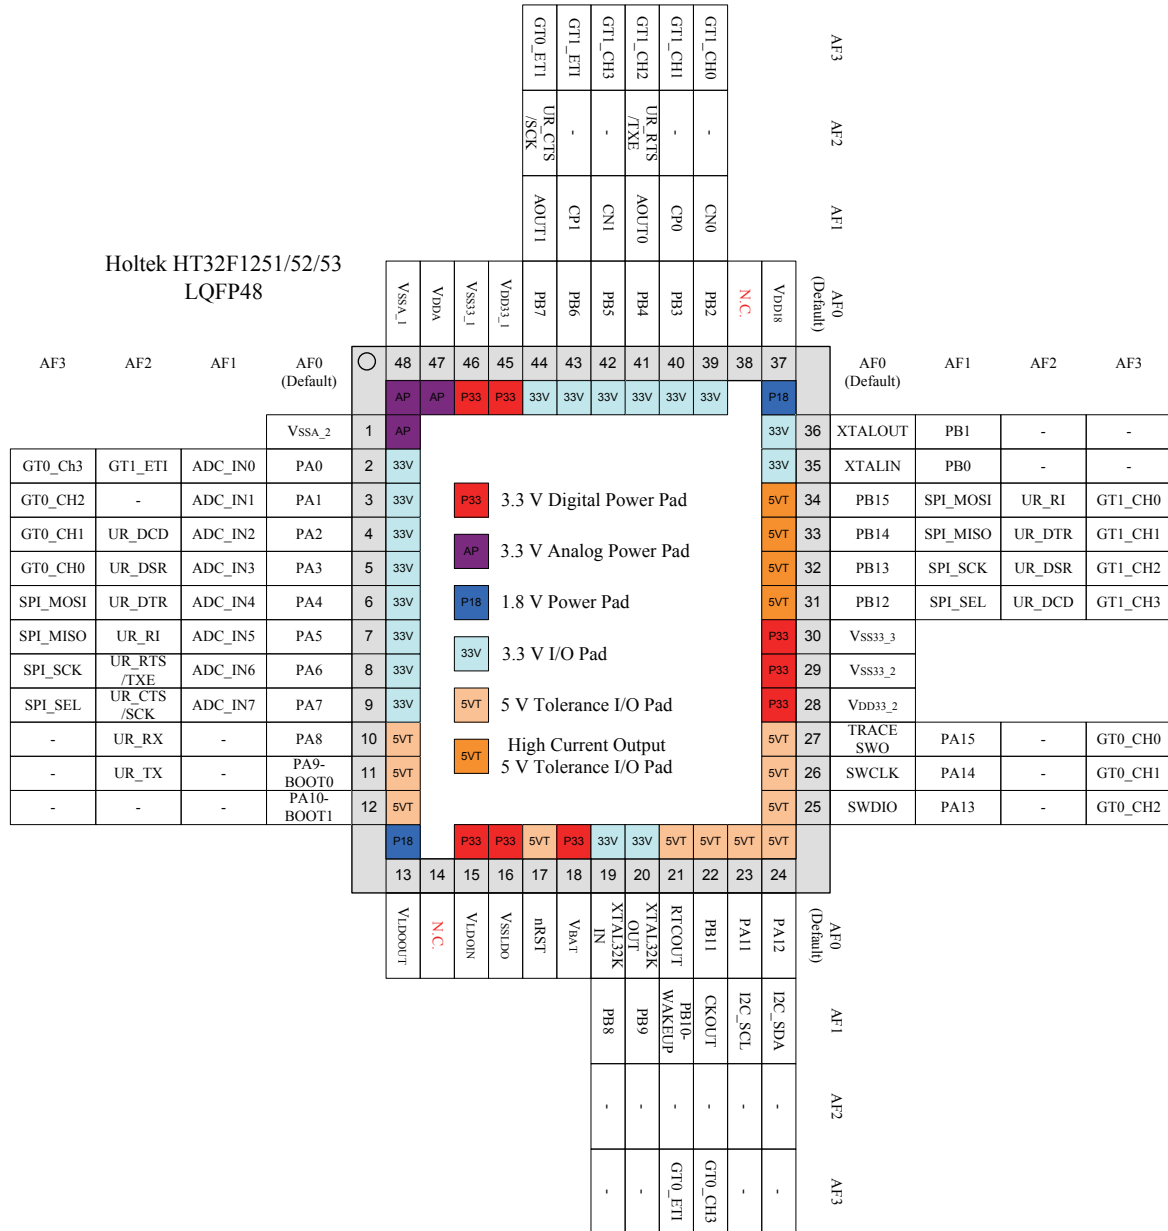 GT0_ETI GT1_ETI GT1_CH3 GT1_CH2 GT1_CH1 GT1_CH0 AF3
UR_CTS /SCK - - UR_RTS /TXE - - AF2
AOUT1 CP1 CN1 AOUT0 CP0 CN0 AF1
Holtek HT32F1251/52/53
LQFP48
VSSA_1 VDDA VSS33_1 VDD33_1 PB7 PB6 PB5 PB4 PB3 PB2 N.C. VDD18 AF0 (Default)
AF3 AF2 AF1 AF0 (Default) 48 47 46 45 44 43 42 41 40 39 38 37 AF0 (Default) AF1 AF2 AF3
AP AP P33 P33 33V 33V 33V 33V 33V 33V P18
VSSA_2 1 AP 33V 36 XTALOUT PB1 - -
GT0_Ch3 GT1_ETI ADC_IN0 PA0 2 33V 33V 35 XTALIN PB0 - -
GT0_CH2 - ADC_IN1 PA1 3 33V P33 3.3 V Digital Power Pad 5VT 34 PB15 SPI_MOSI UR_RI GT1_CH0
GT0_CH1 UR_DCD ADC_IN2 PA2 4 33V 5VT 33 PB14 SPI_MISO UR_DTR GT1_CH1
AP 3.3 V Analog Power Pad
GT0_CH0 UR_DSR ADC_IN3 PA3 5 33V 5VT 32 PB13 SPI_SCK UR_DSR GT1_CH2
SPI_MOSI UR_DTR ADC_IN4 PA4 6 33V P18 1.8 V Power Pad 5VT 31 PB12 SPI_SEL UR_DCD GT1_CH3
SPI_MISO UR_RI ADC_IN5 PA5 7 33V P33 30 VSS33_3
33V 3.3 V I/O Pad
SPI_SCK UR_RTS /TXE ADC_IN6 PA6 8 33V P33 29 VSS33_2
SPI_SEL UR_CTS /SCK ADC_IN7 PA7 9 33V 5VT 5 V Tolerance I/O Pad P33 28 VDD33_2
- UR_RX - PA8 10 5VT 5VT 27 TRACE SWO PA15 - GT0_CH0
5VT High Current Output
5 V Tolerance I/O Pad
- UR_TX - PA9-BOOT0 11 5VT 5VT 26 SWCLK PA14 - GT0_CH1
- - - PA10-BOOT1 12 5VT 5VT 25 SWDIO PA13 - GT0_CH2
P18 P33 P33 5VT P33 33V 33V 5VT 5VT 5VT 5VT
13 14 15 16 17 18 19 20 21 22 23 24
VLDOOUT N.C. VLDOIN VSSLDO nRST VBAT XTAL32K IN XTAL32K OUT RTCOUT PB11 PA11 PA12 AF0 (Default)
PB8 PB9 PB10-WAKEUP CKOUT I2C_SCL I2C_SDA AF1
- - - - - - AF2
- - GT0_ETI GT0_CH3 - - AF3